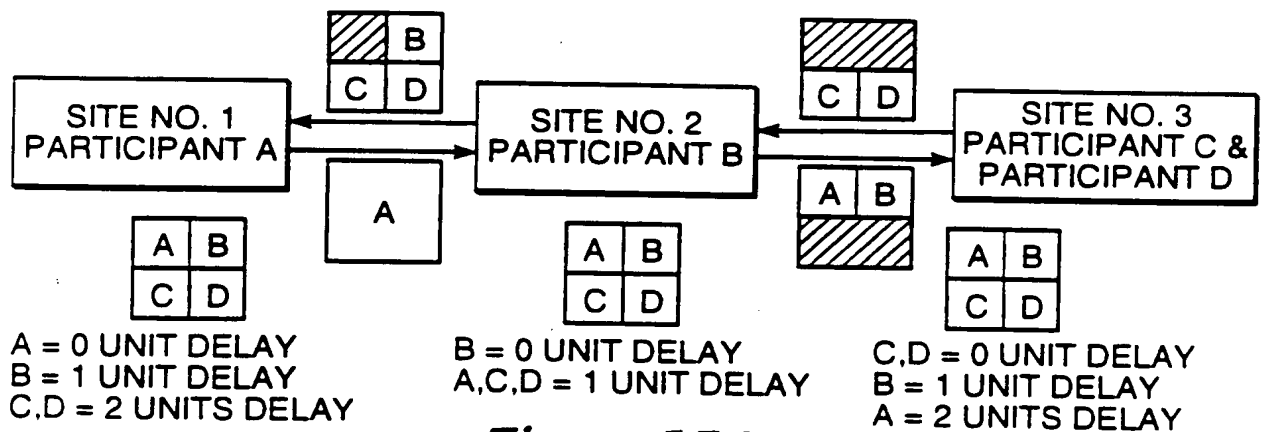 B
C D
C D
SITE NO. 1
PARTICIPANT A
SITE NO. 2
PARTICIPANT B
SITE NO. 3
PARTICIPANT C &
PARTICIPANT D
A
A B
A B
C D
A B
C D
A B
C D
A = 0 UNIT DELAY
B = 1 UNIT DELAY
C,D = 2 UNITS DELAY
B = 0 UNIT DELAY
A,C,D = 1 UNIT DELAY
C,D = 0 UNIT DELAY
B = 1 UNIT DELAY
A = 2 UNITS DELAY